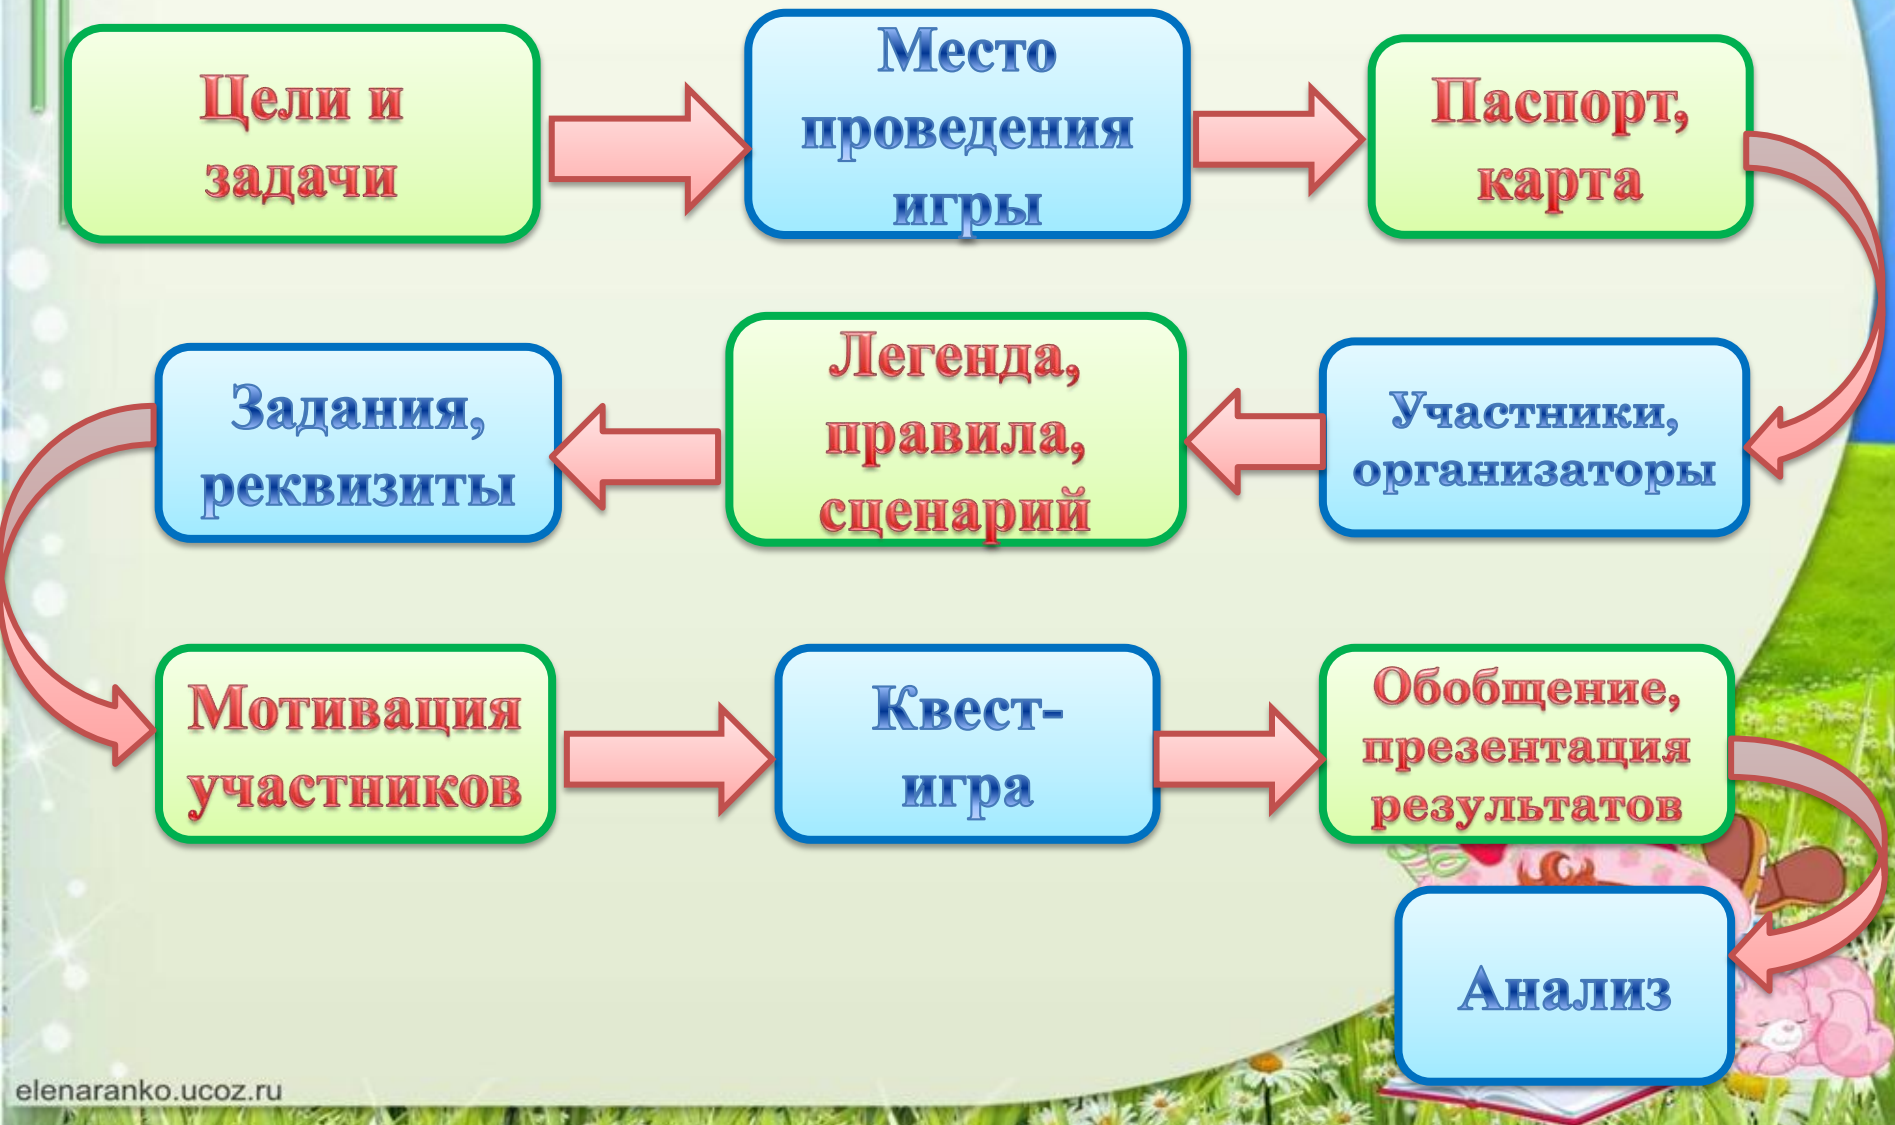 Цели и
задачи
Место
проведения
игры
Паспорт,
карта
Участники,
организаторы
Легенда,
правила,
сценарий
Задания,
реквизиты
Мотивация
участников
Квест-
игра
Обобщение,
презентация
результатов
Анализ
elenaranko.ucoz.ru